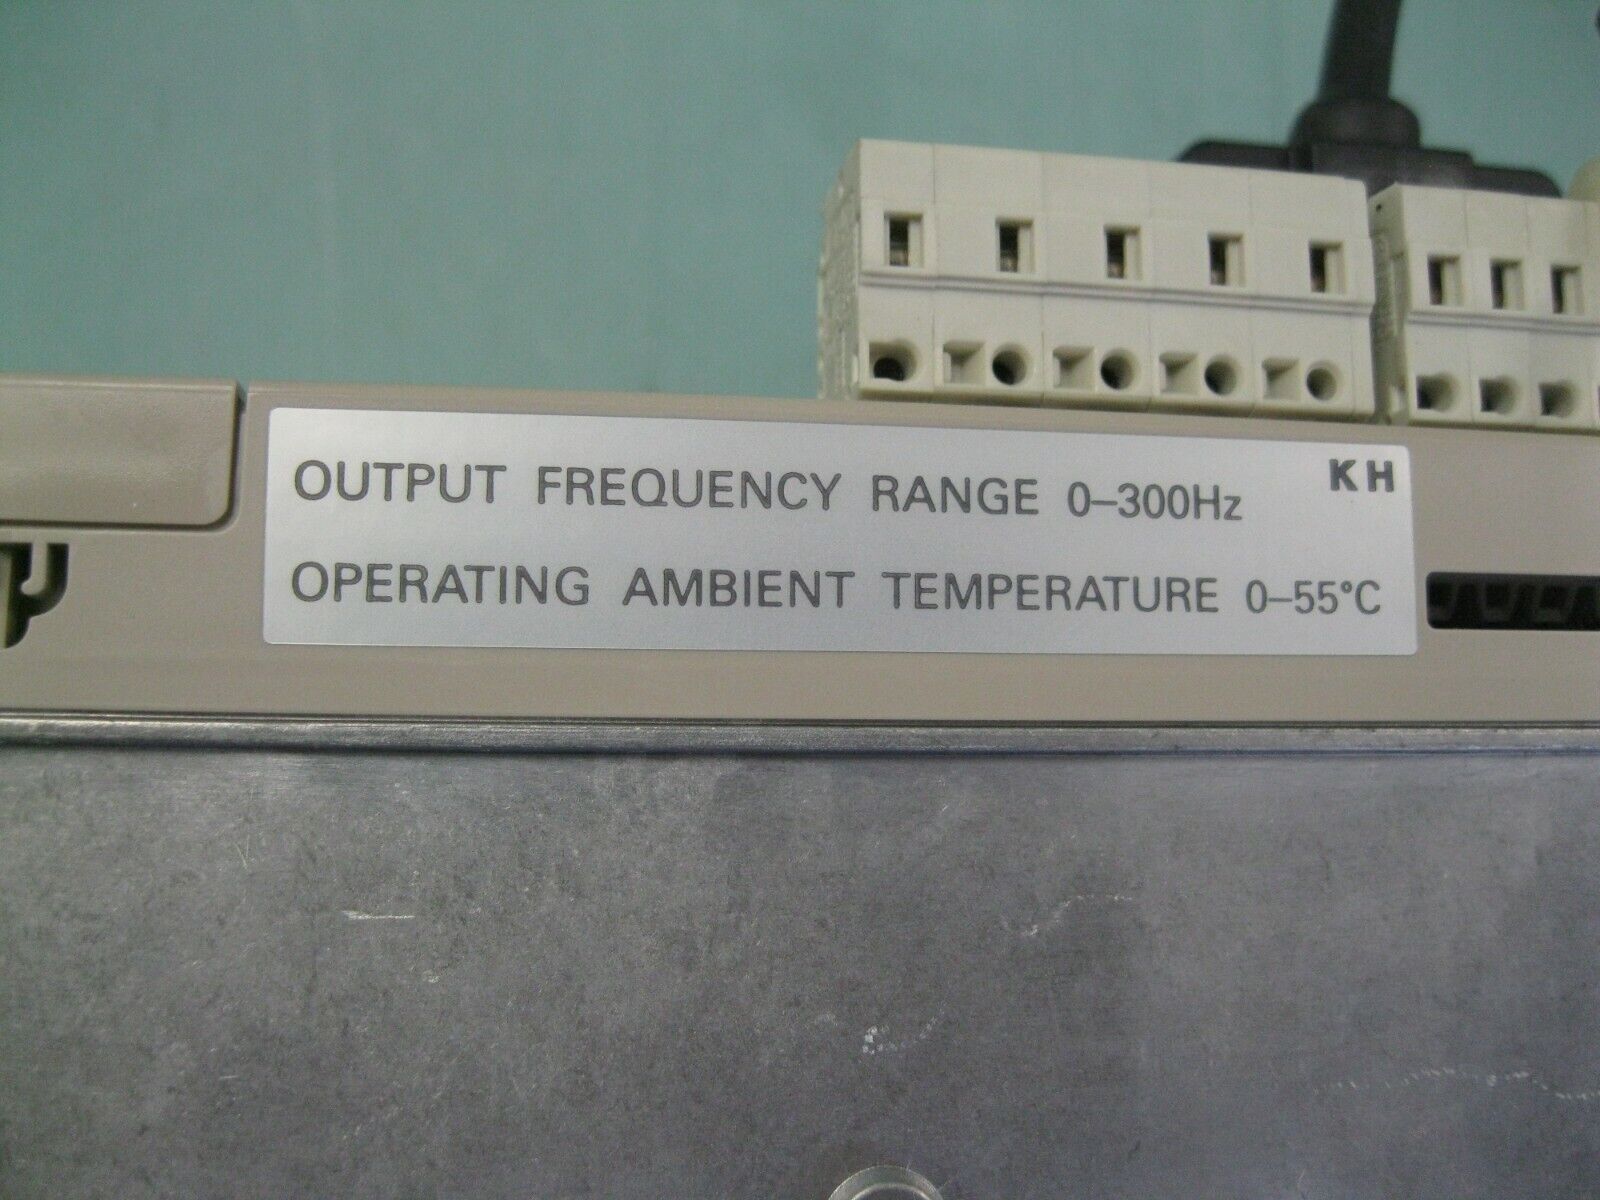 OUTPUT FREQUENCY RANGE 0–300Hz KH
OPERATING AMBIENT TEMPERATURE 0–55°C